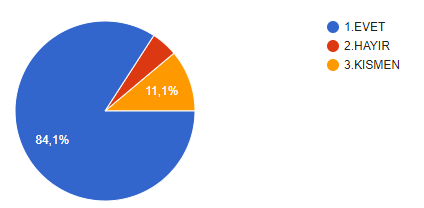 1.EVET
2.HAYIR
3.KISMEN
11,1%
84,1%